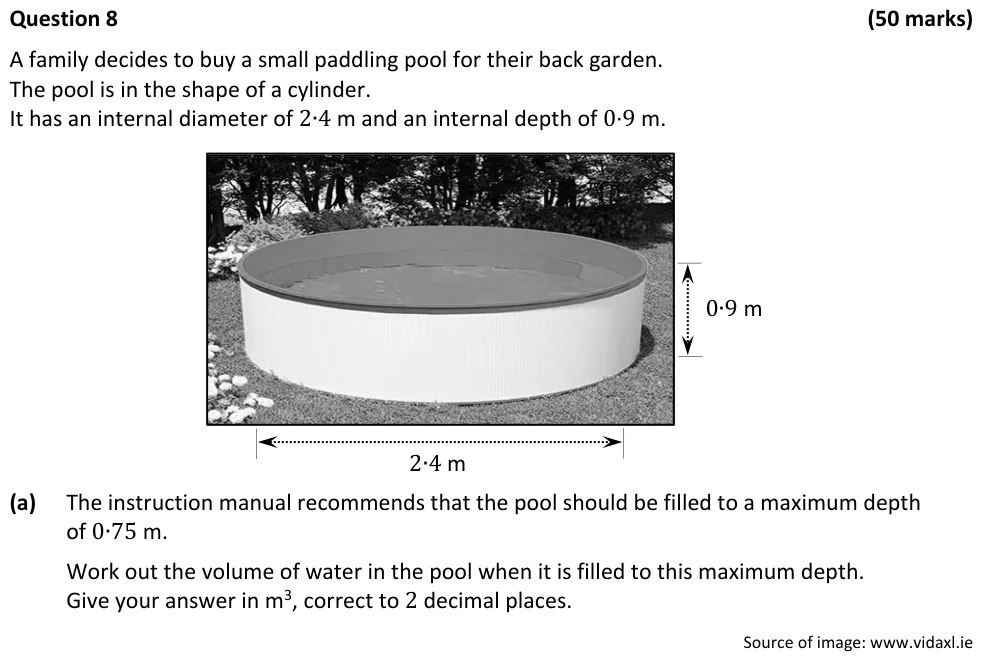 Question 8 (50 marks)
A family decides to buy a small paddling pool for their back garden.
The pool is in the shape of a cylinder.
It has an internal diameter of 2·4 m and an internal depth of 0·9 m.
0·9 m
2·4 m
(a) The instruction manual recommends that the pool should be filled to a maximum depth
of 0·75 m.
Work out the volume of water in the pool when it is filled to this maximum depth.
Give your answer in m³, correct to 2 decimal places.
Source of image: www.vidaxl.ie